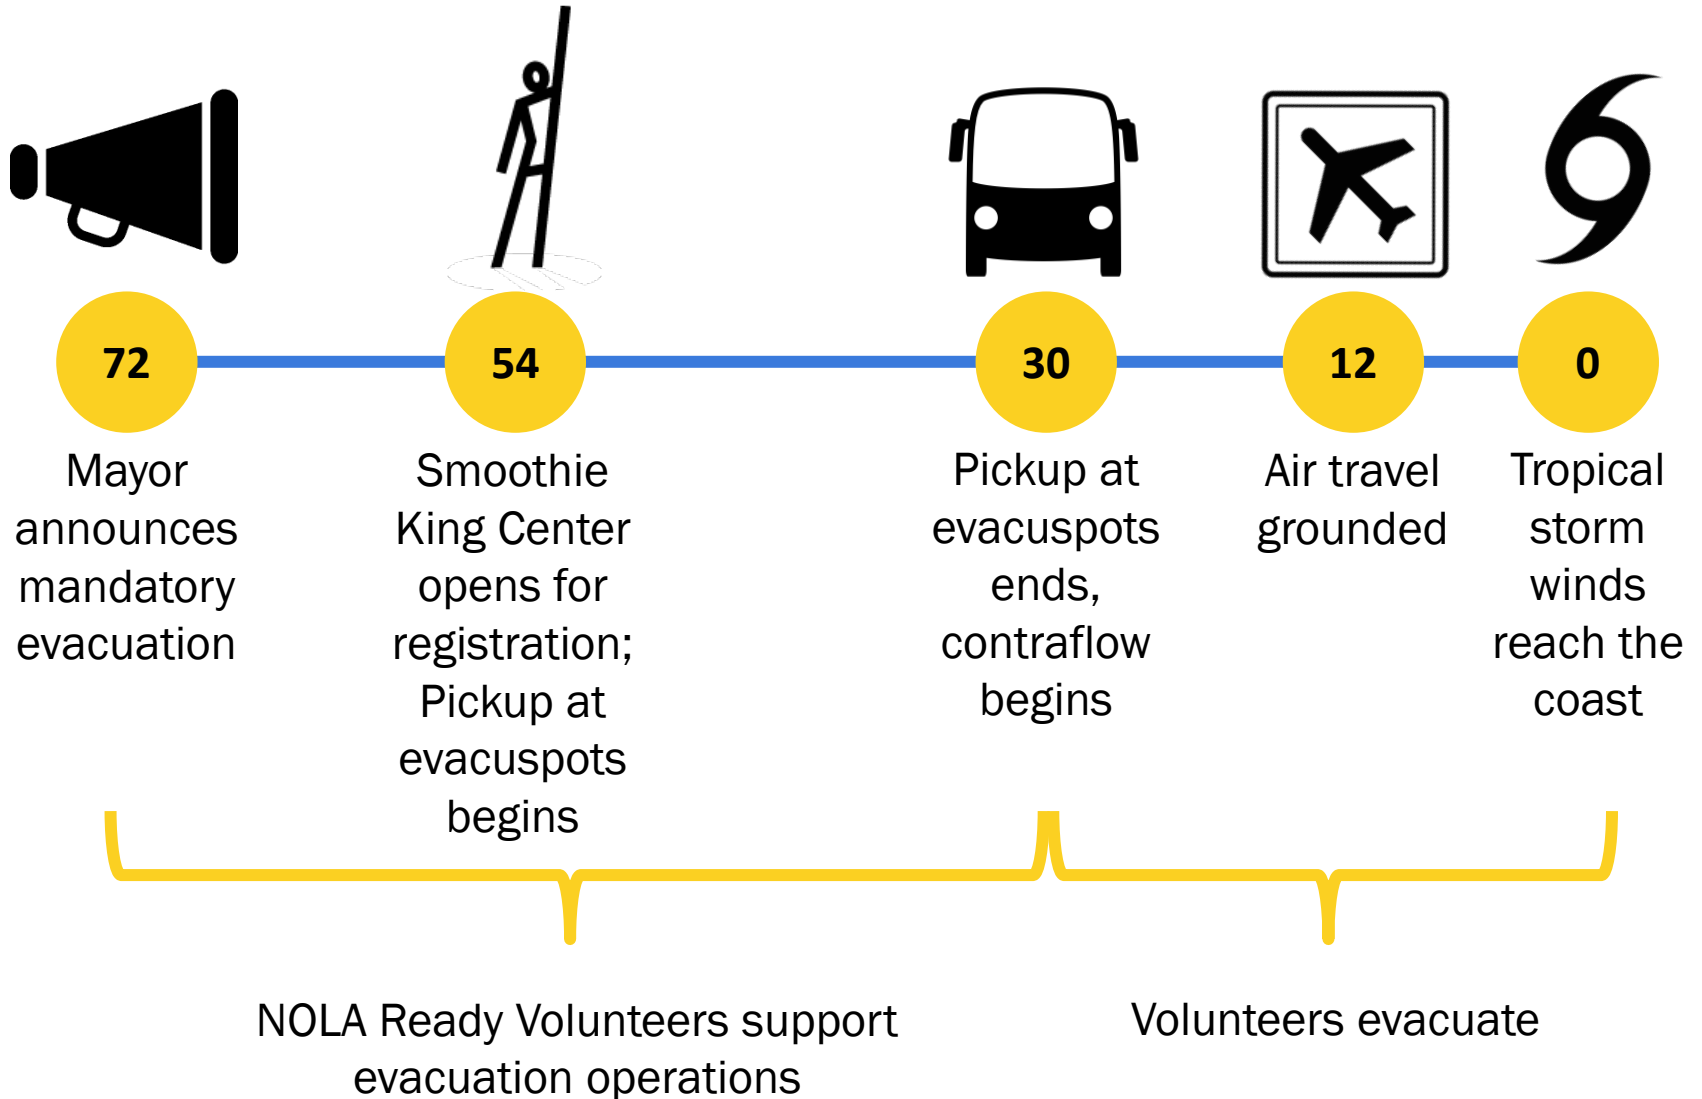 72
54
30
12
0
Mayor
announces
mandatory
evacuation
Smoothie
King Center
opens for
registration;
Pickup at
evacuspots
begins
Pickup at
evacuspots
ends,
contraflow
begins
Air travel
grounded
Tropical
storm
winds
reach the
coast
NOLA Ready Volunteers support
evacuation operations
Volunteers evacuate